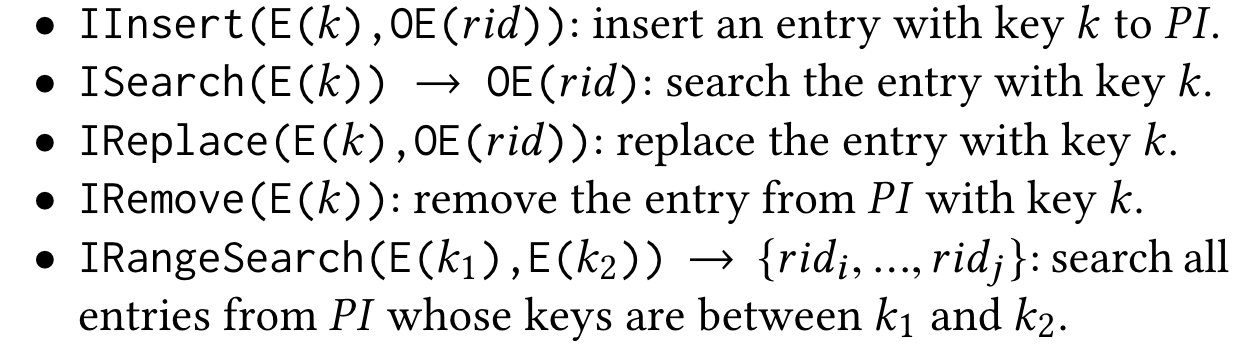 • IInsert(E(k),OE(rid)): insert an entry with key k to PI.
• ISearch(E(k)) → OE(rid): search the entry with key k.
• IReplace(E(k),OE(rid)): replace the entry with key k.
• IRemove(E(k)): remove the entry from PI with key k.
• IRangeSearch(E(k₁),E(k₂)) → {ridᵢ, ..., ridⱼ}: search all
entries from PI whose keys are between k₁ and k₂.